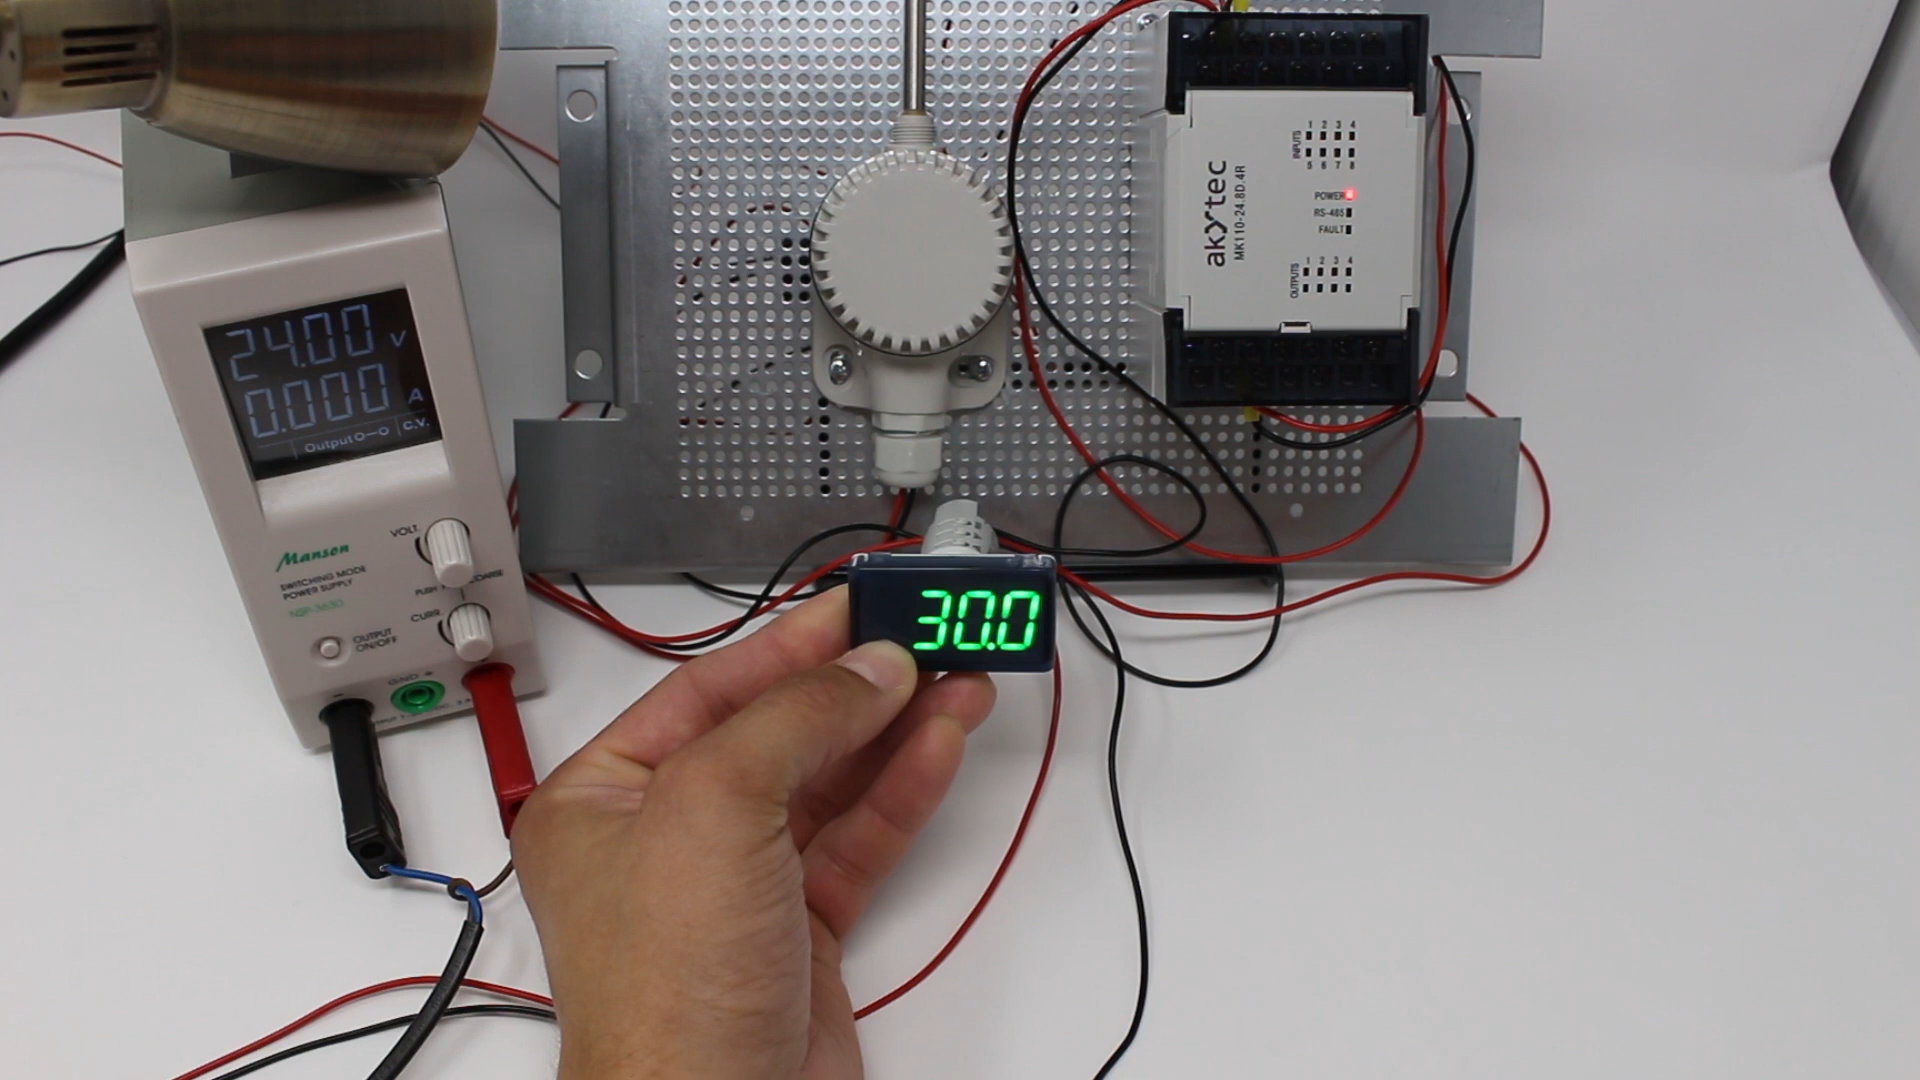 24.00 V
0.000 A
Output C.V.
Manson
SWITCHING MODE
POWER SUPPLY
VOLT.
CURR.
OUTPUT
ON/OFF
GND
+
-
30.0
akYtec
MK110-24.8D.4R
INPUTS
1 2 3 4
5 6 7 8
POWER
RS-485
FAULT
OUTPUTS
1 2 3 4